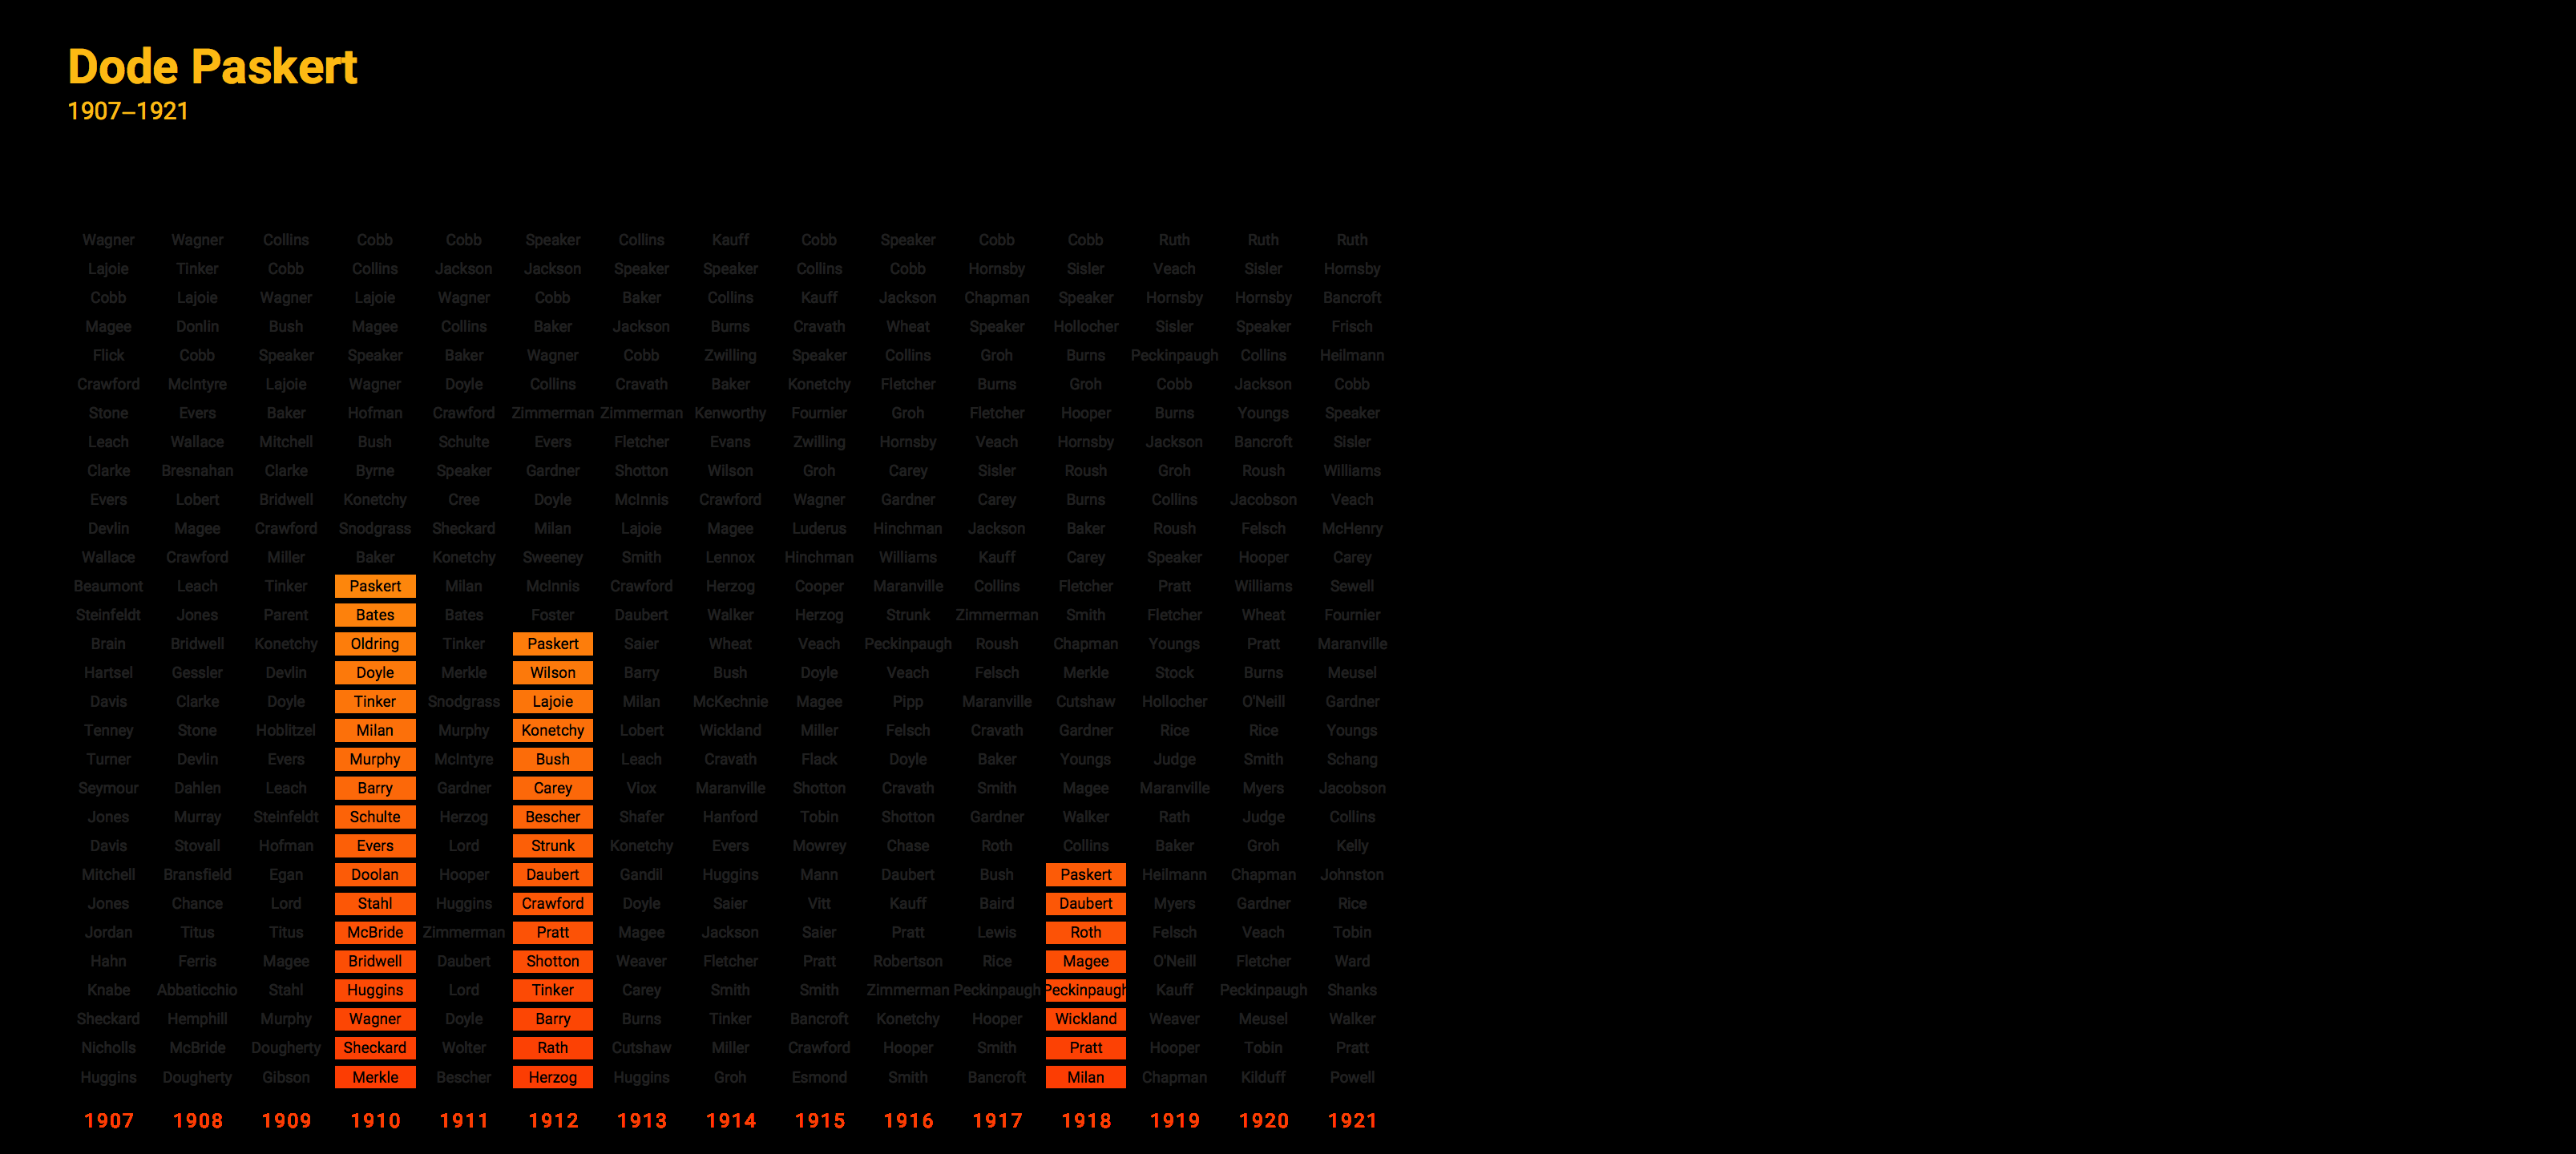 Dode Paskert
1907–1921
Wagner Wagner Collins Cobb Cobb Speaker Collins Kauff Cobb Speaker Cobb Cobb Ruth Ruth Ruth
Lajoie Tinker Cobb Collins Jackson Jackson Speaker Speaker Collins Cobb Hornsby Sisler Veach Sisler Hornsby
Cobb Lajoie Wagner Lajoie Wagner Cobb Baker Collins Kauff Jackson Chapman Speaker Hornsby Hornsby Bancroft
Magee Donlin Bush Magee Collins Baker Jackson Burns Cravath Wheat Speaker Hollocher Sisler Speaker Frisch
Flick Cobb Speaker Speaker Baker Wagner Cobb Zwilling Speaker Collins Groh Burns Peckinpaugh Collins Heilmann
Crawford McIntyre Lajoie Wagner Doyle Collins Cravath Baker Konetchy Fletcher Burns Groh Cobb Jackson Cobb
Stone Evers Baker Hofman Crawford Zimmerman Zimmerman Kenworthy Fournier Groh Fletcher Hooper Burns Youngs Speaker
Leach Wallace Mitchell Bush Schulte Evers Fletcher Evans Zwilling Hornsby Veach Hornsby Jackson Bancroft Sisler
Clarke Bresnahan Clarke Byrne Speaker Gardner Shotton Wilson Groh Carey Sisler Roush Groh Roush Williams
Evers Lobert Bridwell Konetchy Cree Doyle McInnis Crawford Wagner Gardner Carey Burns Collins Jacobson Veach
Devlin Magee Crawford Snodgrass Sheckard Milan Lajoie Magee Luderus Hinchman Jackson Baker Roush Felsch McHenry
Wallace Crawford Miller Baker Konetchy Sweeney Smith Lennox Hinchman Williams Kauff Carey Speaker Hooper Carey
Beaumont Leach Tinker Paskert Milan McInnis Crawford Herzog Cooper Maranville Collins Fletcher Pratt Williams Sewell
Steinfeldt Jones Parent Bates Bates Foster Daubert Walker Herzog Strunk Zimmerman Smith Fletcher Wheat Fournier
Brain Bridwell Konetchy Oldring Tinker Paskert Saier Wheat Veach Peckinpaugh Roush Chapman Youngs Pratt Maranville
Hartsel Gessler Devlin Doyle Merkle Wilson Barry Bush Doyle Veach Felsch Merkle Stock Burns Meusel
Davis Clarke Doyle Tinker Snodgrass Lajoie Milan McKechnie Magee Pipp Maranville Cutshaw Hollocher O'Neill Gardner
Tenney Stone Hoblitzel Milan Murphy Konetchy Lobert Wickland Miller Felsch Cravath Gardner Rice Rice Youngs
Turner Devlin Evers Murphy McIntyre Bush Leach Cravath Flack Doyle Baker Youngs Judge Smith Schang
Seymour Dahlen Leach Barry Gardner Carey Viox Maranville Shotton Cravath Smith Magee Maranville Myers Jacobson
Jones Murray Steinfeldt Schulte Herzog Bescher Shafer Hanford Tobin Shotton Gardner Walker Rath Judge Collins
Davis Stovall Hofman Evers Lord Strunk Konetchy Evers Mowrey Chase Roth Collins Baker Groh Kelly
Mitchell Bransfield Egan Doolan Hooper Daubert Gandil Huggins Mann Daubert Bush Paskert Heilmann Chapman Johnston
Jones Chance Lord Stahl Huggins Crawford Doyle Saier Vitt Kauff Baird Daubert Myers Gardner Rice
Jordan Titus Titus McBride Zimmerman Pratt Magee Jackson Saier Pratt Lewis Roth Felsch Veach Tobin
Hahn Ferris Magee Bridwell Daubert Shotton Weaver Fletcher Pratt Robertson Rice Magee O'Neill Fletcher Ward
Knabe Abbaticchio Stahl Huggins Lord Tinker Carey Smith Smith Zimmerman Peckinpaugh Peckinpaugh Kauff Peckinpaugh Shanks
Sheckard Hemphill Murphy Wagner Doyle Barry Burns Tinker Bancroft Konetchy Hooper Wickland Weaver Meusel Walker
Nicholls McBride Dougherty Sheckard Wolter Rath Cutshaw Miller Crawford Hooper Smith Pratt Hooper Tobin Pratt
Huggins Dougherty Gibson Merkle Bescher Herzog Huggins Groh Esmond Smith Bancroft Milan Chapman Kilduff Powell
1907 1908 1909 1910 1911 1912 1913 1914 1915 1916 1917 1918 1919 1920 1921